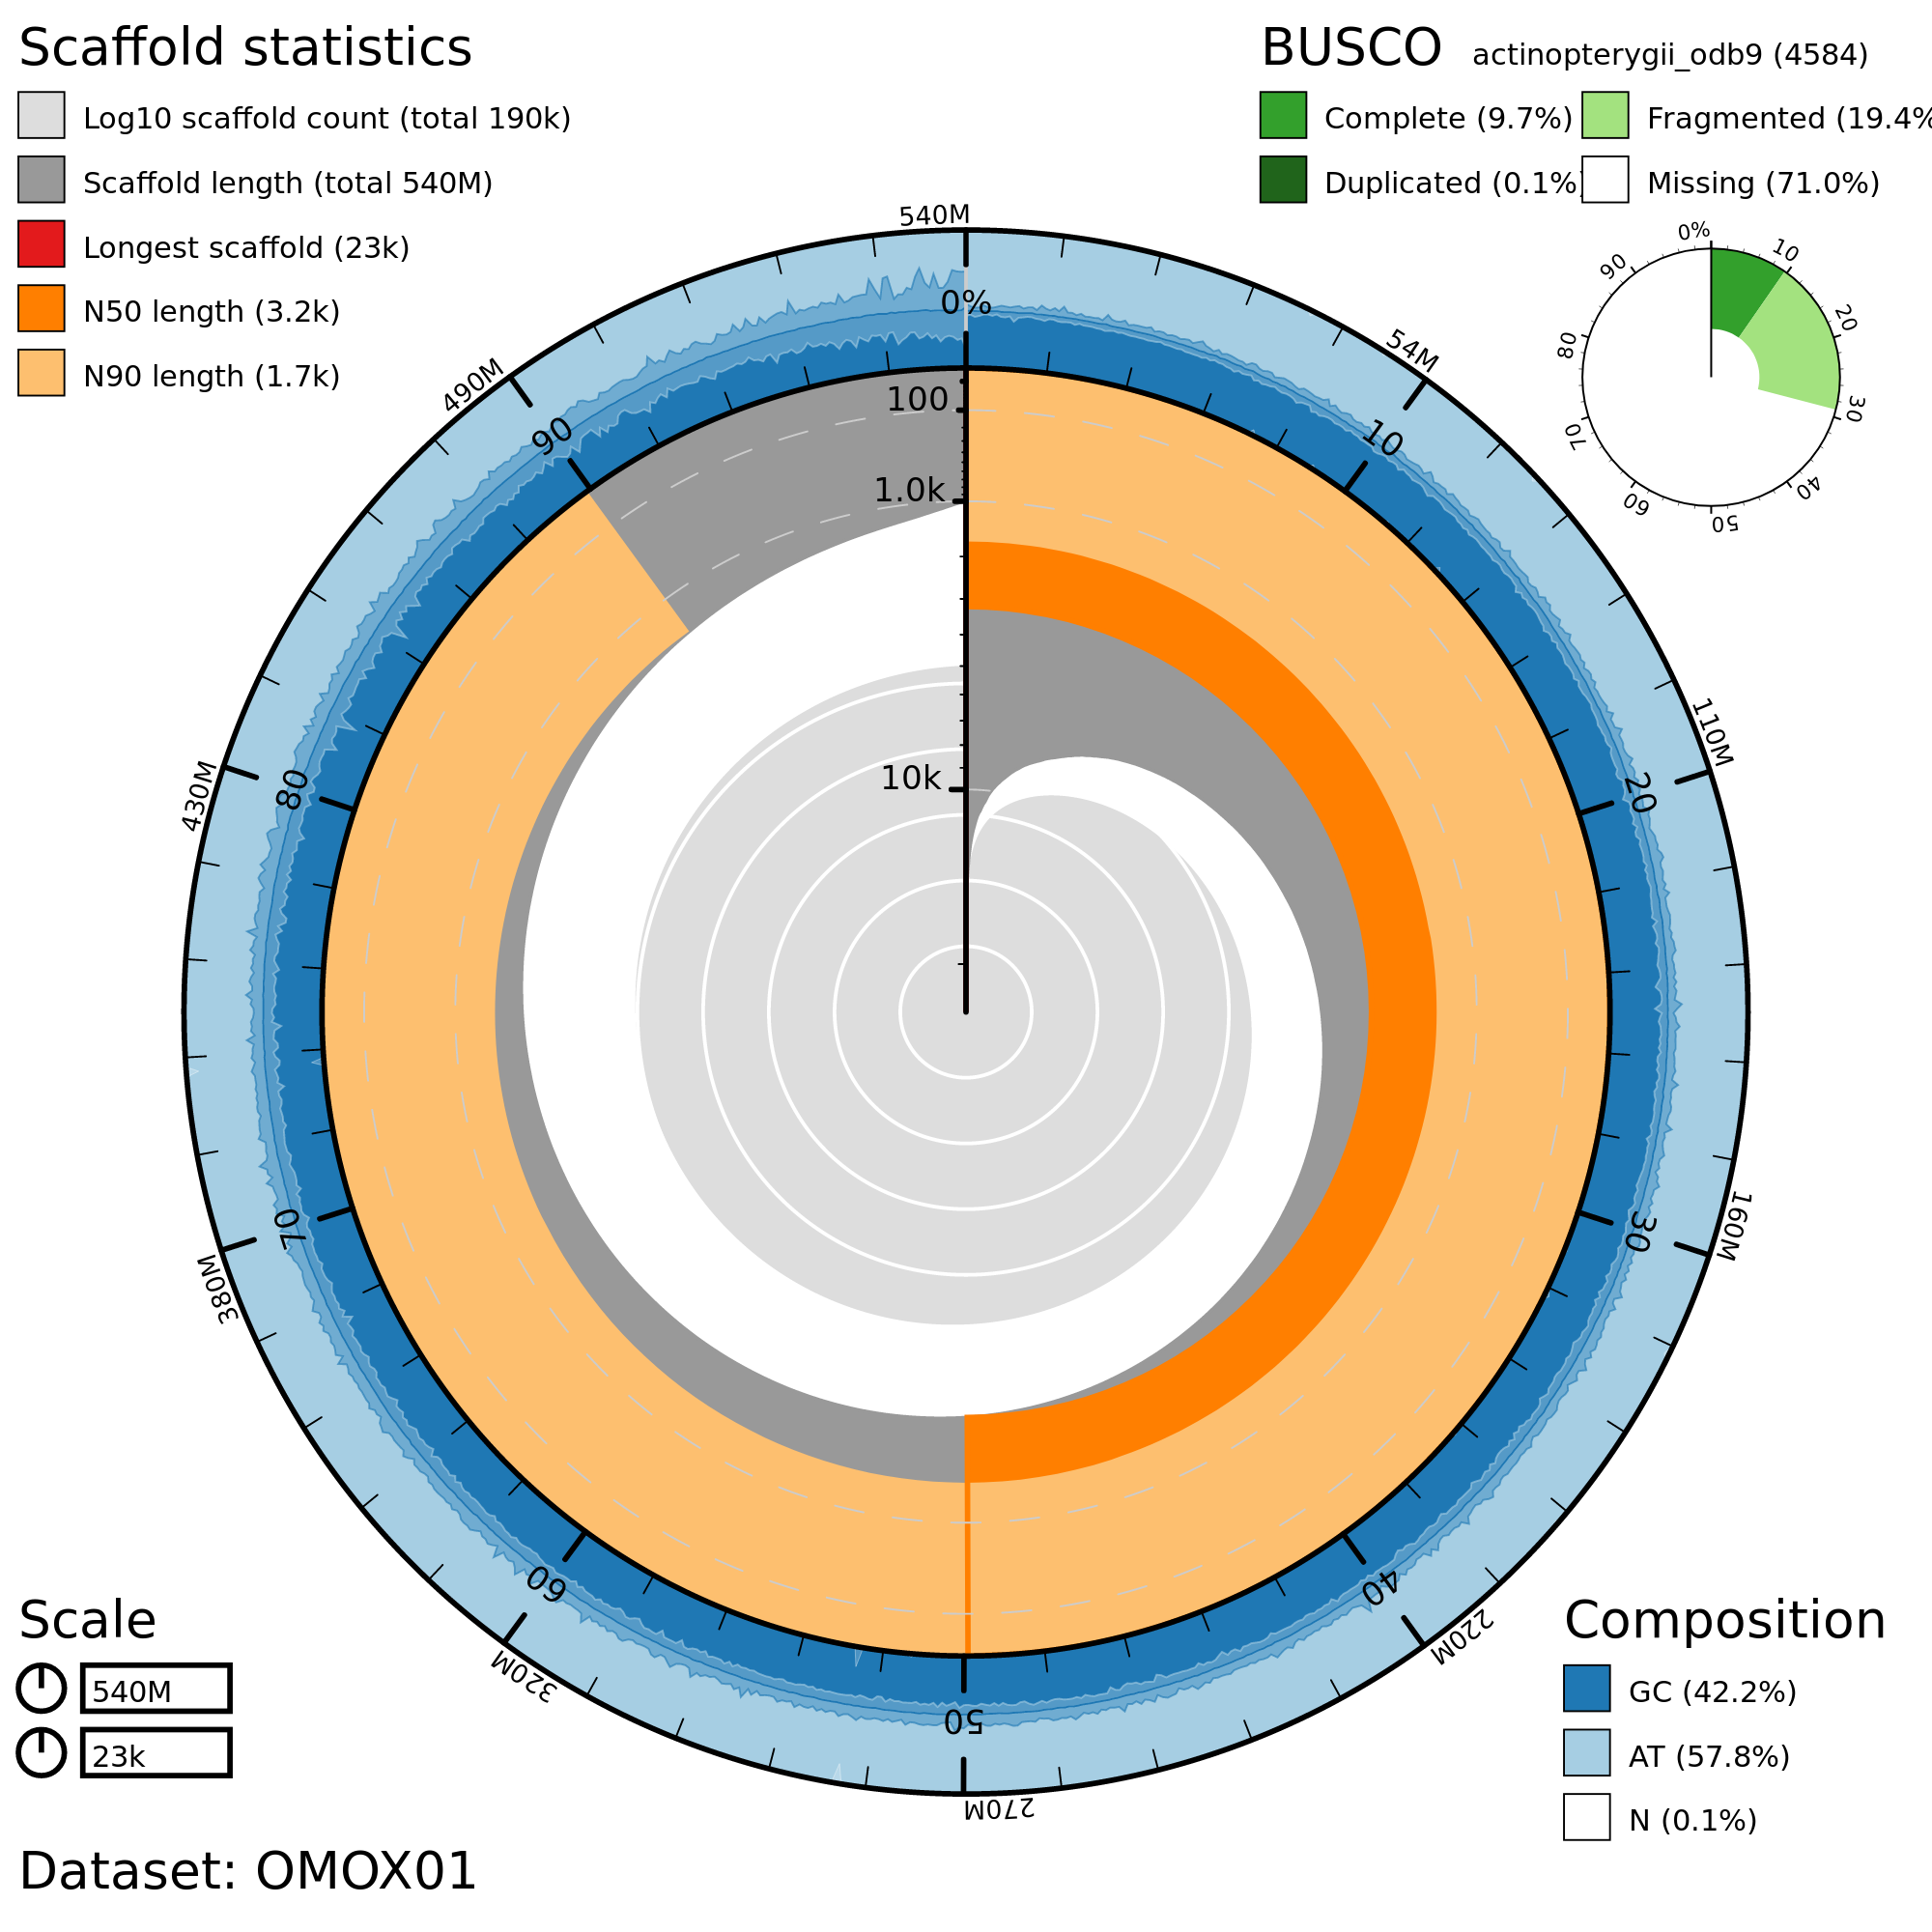 Scaffold statistics
Log10 scaffold count (total 190k)
Scaffold length (total 540M)
Longest scaffold (23k)
N50 length (3.2k)
N90 length (1.7k)
BUSCO actinopterygii_odb9 (4584)
Complete (9.7%) Fragmented (19.4%
Duplicated (0.1%) Missing (71.0%)
0%
10
20
30
40
50
60
70
80
90
540M
54M
110M
160M
220M
270M
320M
380M
430M
490M
0%
10
20
30
40
50
60
70
80
90
100
1.0k
10k
Scale
540M
23k
Composition
GC (42.2%)
AT (57.8%)
N (0.1%)
Dataset: OMOX01